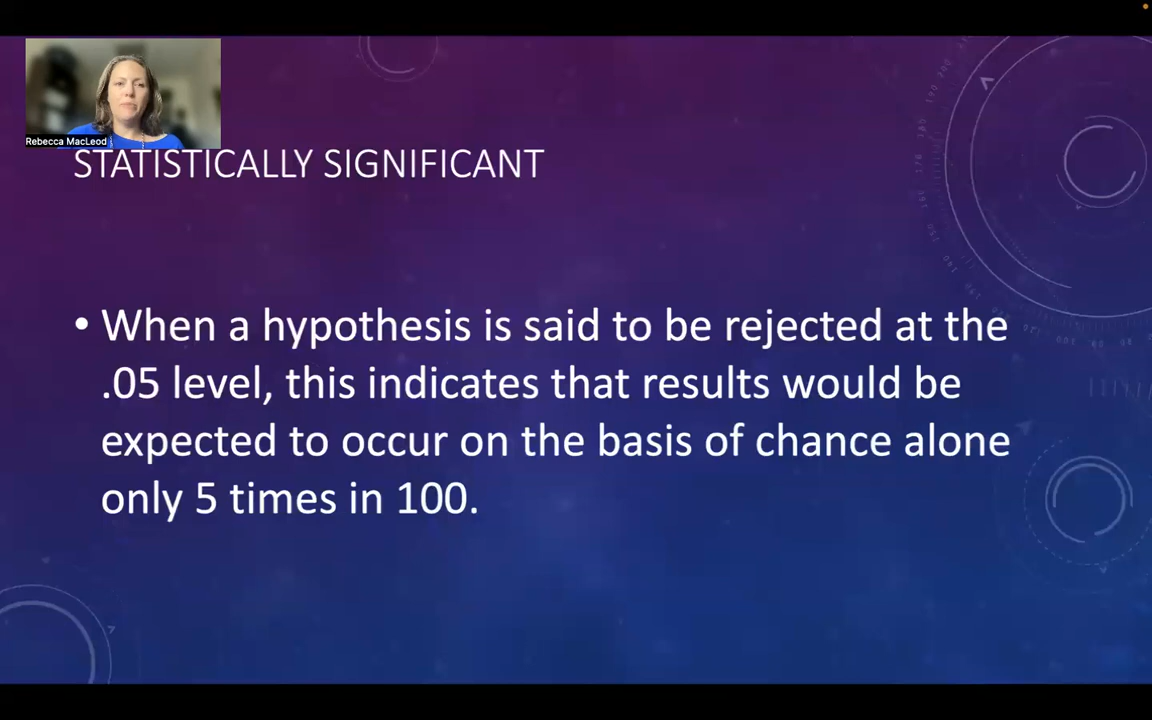 Rebecca MacLeod
STATISTICALLY SIGNIFICANT
• When a hypothesis is said to be rejected at the
.05 level, this indicates that results would be
expected to occur on the basis of chance alone
only 5 times in 100.